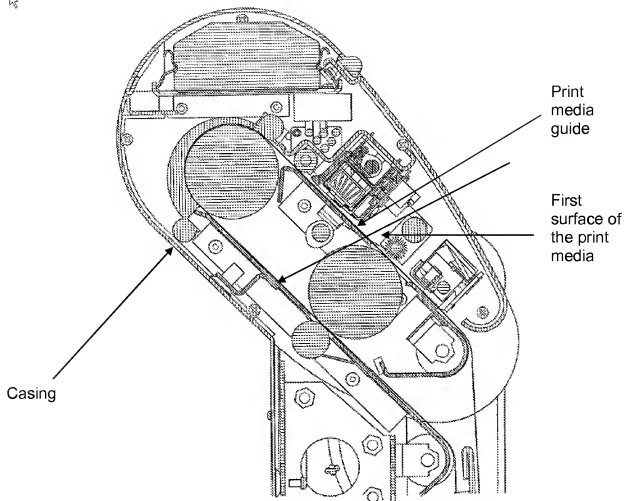 Print
media
guide
First
surface of
the print
media
Casing